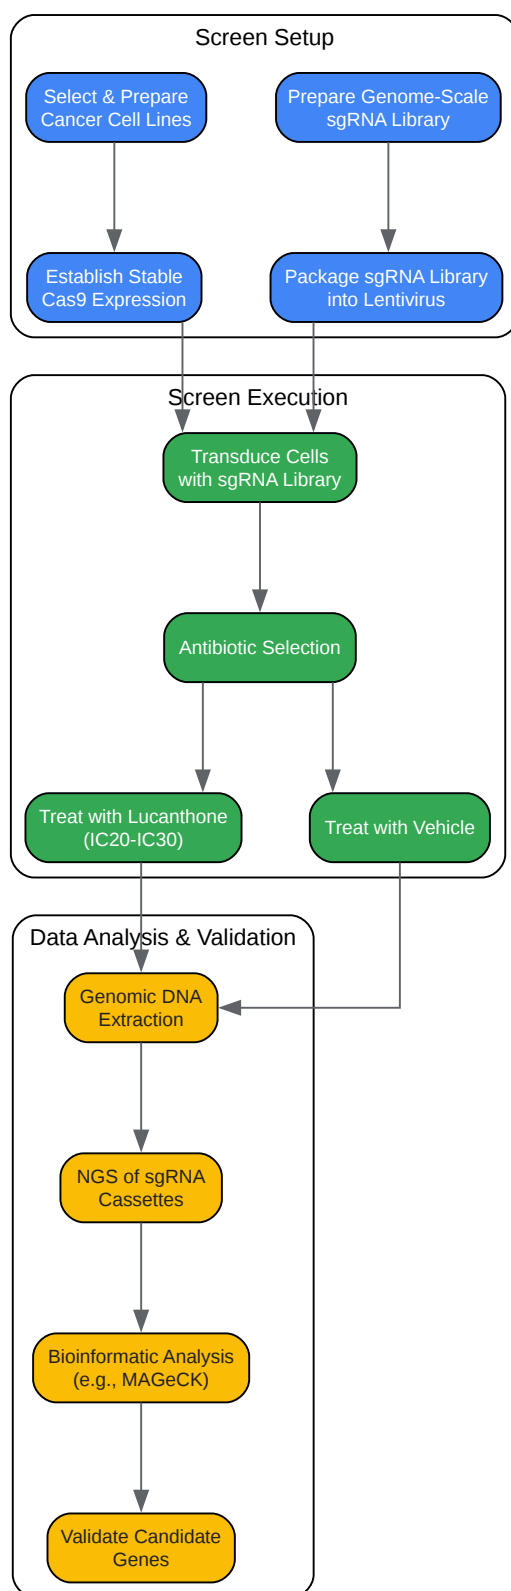 Screen Setup
Select & Prepare
Cancer Cell Lines
Prepare Genome-Scale
sgRNA Library
Establish Stable
Cas9 Expression
Package sgRNA Library
into Lentivirus
Screen Execution
Transduce Cells
with sgRNA Library
Antibiotic Selection
Treat with Lucanthone
(IC20-IC30)
Treat with Vehicle
Data Analysis & Validation
Genomic DNA
Extraction
NGS of sgRNA
Cassettes
Bioinformatic Analysis
(e.g., MAGeCK)
Validate Candidate
Genes